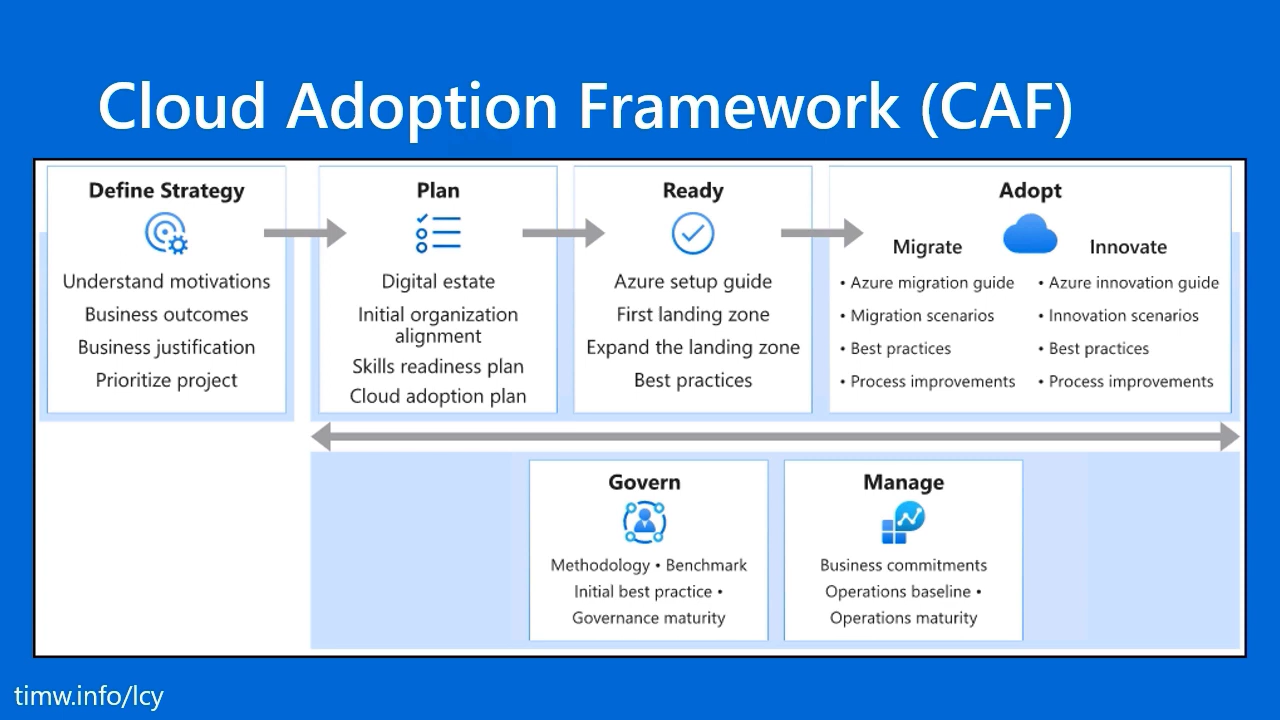 Cloud Adoption Framework (CAF)
Define Strategy
Understand motivations
Business outcomes
Business justification
Prioritize project
Plan
Digital estate
Initial organization
alignment
Skills readiness plan
Cloud adoption plan
Ready
Azure setup guide
First landing zone
Expand the landing zone
Best practices
Adopt
Migrate
• Azure migration guide
• Migration scenarios
• Best practices
• Process improvements
Innovate
• Azure innovation guide
• Innovation scenarios
• Best practices
• Process improvements
Govern
Methodology • Benchmark
Initial best practice •
Governance maturity
Manage
Business commitments
Operations baseline •
Operations maturity
timw.info/lcy